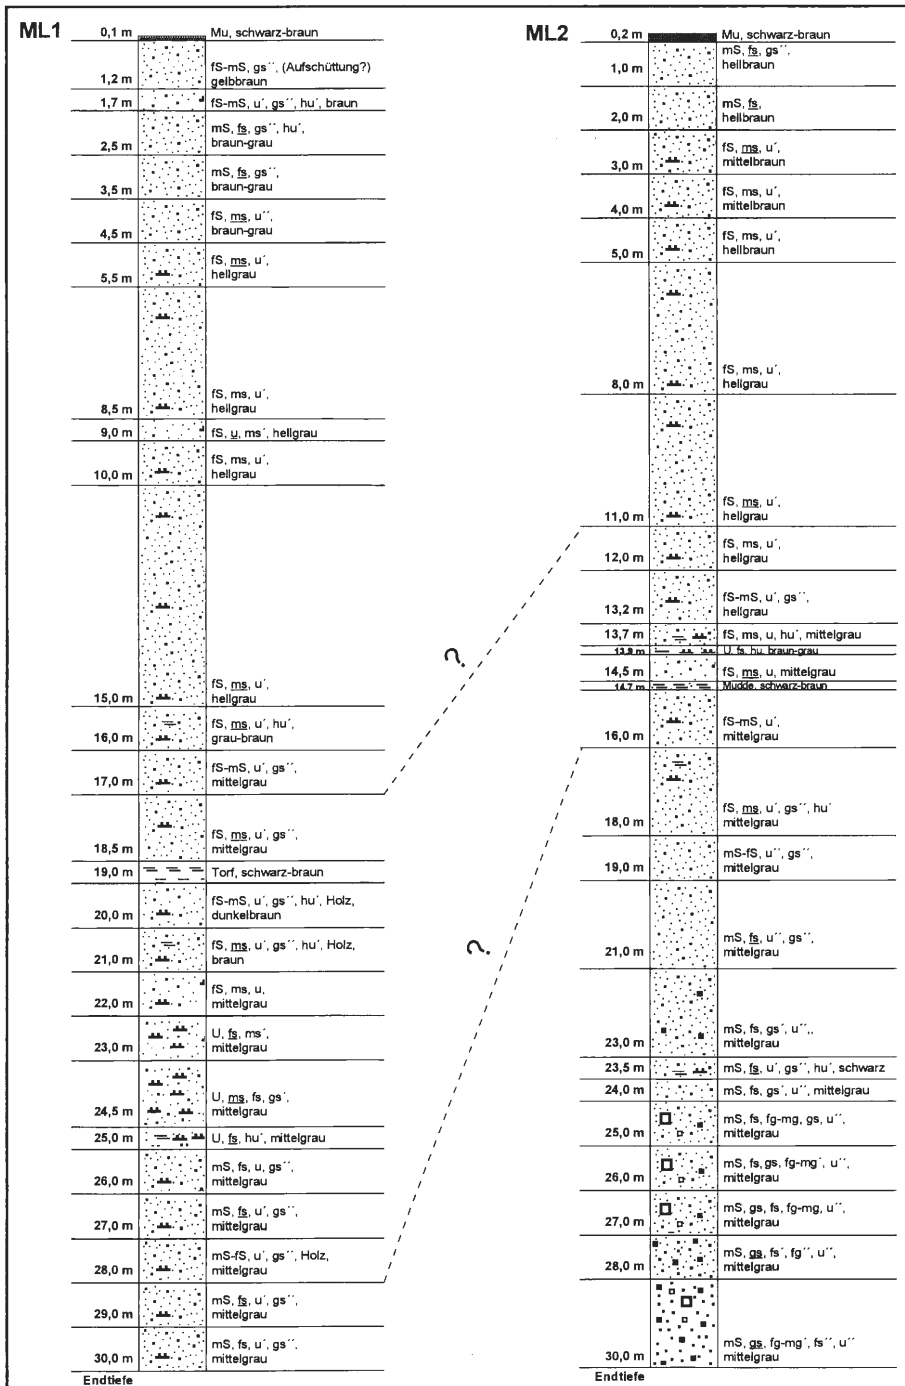 ML1
0,1 m Mu, schwarz-braun
fS-mS, gs´´, (Aufschüttung?)
1,2 m gelbbraun
1,7 m fS-mS, u´, gs´´, hu´, braun
mS, fs, gs´´, hu´,
2,5 m braun-grau
mS, fs, gs´´,
3,5 m braun-grau
fS, ms, u´´,
4,5 m braun-grau
fS, ms, u´,
5,5 m hellgrau
fS, ms, u´,
8,5 m hellgrau
9,0 m fS, u, ms´, hellgrau
fS, ms, u´,
10,0 m hellgrau
fS, ms, u´,
15,0 m hellgrau
fS, ms, u´, hu´,
16,0 m grau-braun
fS-mS, u´, gs´´,
17,0 m mittelgrau
fS, ms, u´, gs´´,
18,5 m mittelgrau
19,0 m Torf, schwarz-braun
fS-mS, u´, gs´´, hu´, Holz,
20,0 m dunkelbraun
fS, ms, u´, gs´´, hu´, Holz,
21,0 m braun
fS, ms, u,
22,0 m mittelgrau
U, fs, ms´,
23,0 m mittelgrau
U, ms, fs, gs´,
24,5 m mittelgrau
25,0 m U, fs, hu´, mittelgrau
mS, fs, u, gs´´,
26,0 m mittelgrau
mS, fs, u´, gs´´,
27,0 m mittelgrau
mS-fS, u´, gs´´, Holz,
28,0 m mittelgrau
mS, fs, u´, gs´´,
29,0 m mittelgrau
mS, fs, u´, gs´´,
30,0 m mittelgrau
Endtiefe
?
?
ML2
0,2 m Mu, schwarz-braun
mS, fs, gs´´,
1,0 m hellbraun
mS, fs,
2,0 m hellbraun
fS, ms, u´,
3,0 m mittelbraun
fS, ms, u´,
4,0 m mittelbraun
fS, ms, u´,
5,0 m hellbraun
fS, ms, u´,
8,0 m hellgrau
fS, ms, u´,
11,0 m hellgrau
fS, ms, u´,
12,0 m hellgrau
fS-mS, u´, gs´´,
13,2 m hellgrau
13,7 m fS, ms, u, hu´, mittelgrau
13,9 m U, fs, hu, braun-grau
14,5 m fS, ms, u, mittelgrau
14,7 m Mudde, schwarz-braun
fS-mS, u´,
16,0 m mittelgrau
fS, ms, u´, gs´´, hu´
18,0 m mittelgrau
mS-fS, u´´, gs´´,
19,0 m mittelgrau
mS, fs, u´´, gs´´,
21,0 m mittelgrau
mS, fs, gs´, u´´,,
23,0 m mittelgrau
23,5 m mS, fs, u´, gs´´, hu´, schwarz
24,0 m mS, fs, gs´, u´´, mittelgrau
mS, fs, fg-mg, gs, u´´,
25,0 m mittelgrau
mS, fs, gs, fg-mg´, u´´,
26,0 m mittelgrau
mS, gs, fs, fg-mg, u´´,
27,0 m mittelgrau
mS, gs, fs´, fg´´, u´´,
28,0 m mittelgrau
mS, gs, fg-mg´, fs´´, u´´
30,0 m mittelgrau
Endtiefe